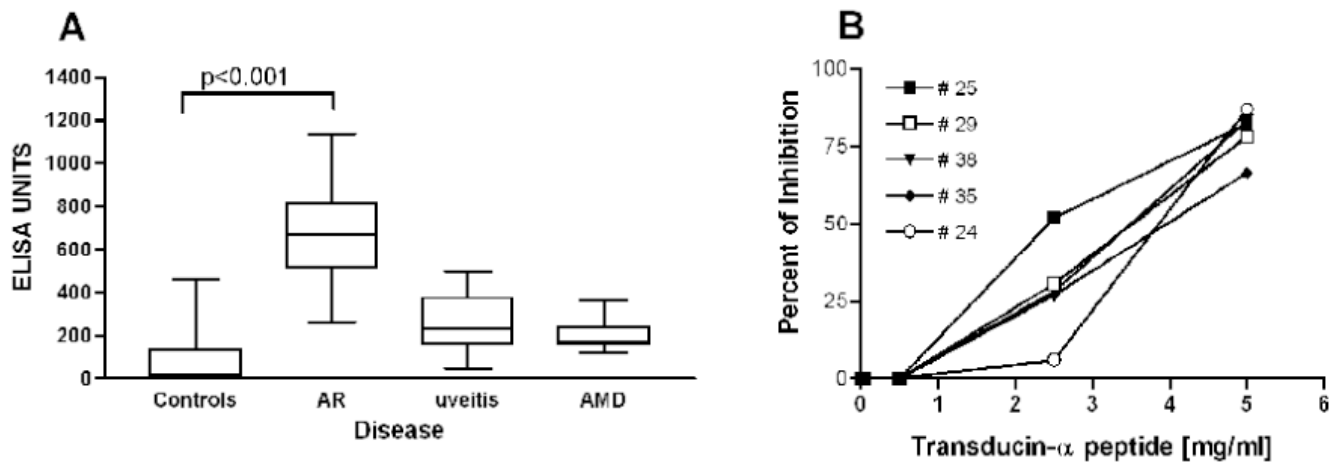 A
p<0.001
1400
1200
1000
800
600
400
200
0
ELISA UNITS
Controls AR uveitis AMD
Disease
B
100
75
50
25
0
Percent of Inhibition
# 25
# 29
# 38
# 35
# 24
0 1 2 3 4 5 6
Transducin-α peptide [mg/ml]